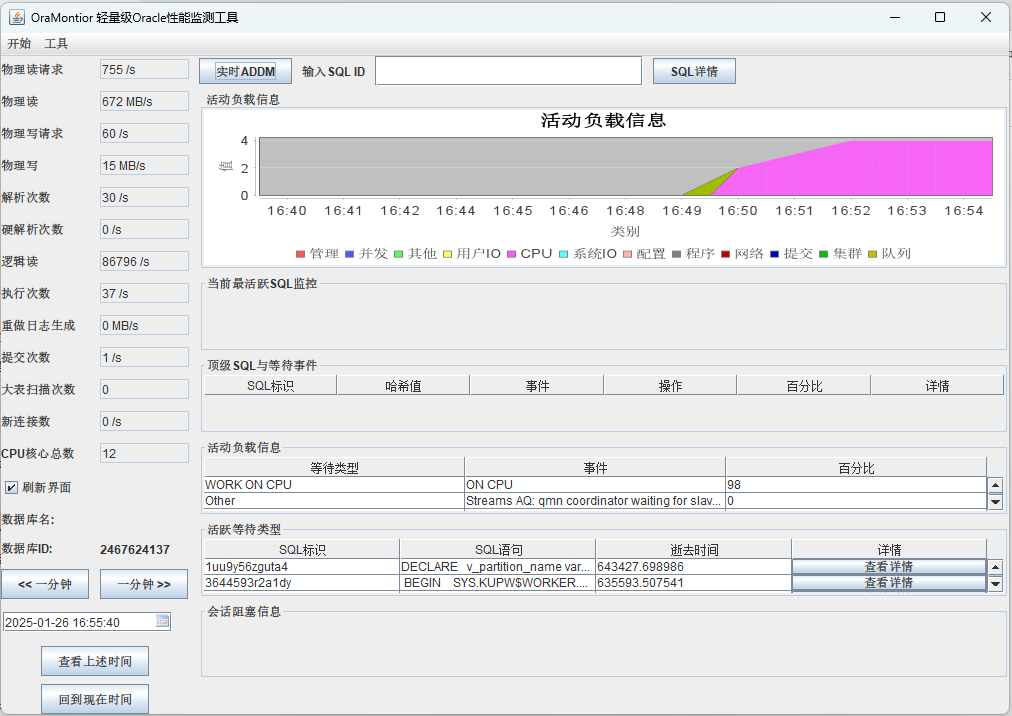 OraMontior 轻量级Oracle性能监测工具
开始 工具
物理读请求 755 /s
物理读 672 MB/s
物理写请求 60 /s
物理写 15 MB/s
解析次数 30 /s
硬解析次数 0 /s
逻辑读 86796 /s
执行次数 37 /s
重做日志生成 0 MB/s
提交次数 1 /s
大表扫描次数 0
新连接数 0 /s
CPU核心总数 12
刷新界面
数据库名:
数据库ID: 2467624137
<< 一分钟 一分钟 >>
2025-01-26 16:55:40
查看上述时间
回到现在时间
实时ADDM 输入 SQL ID SQL详情
活动负载信息
活动负载信息
值
4
2
0
16:40 16:41 16:42 16:44 16:45 16:46 16:48 16:49 16:50 16:51 16:52 16:53 16:54
类别
管理 并发 其他 用户IO CPU 系统IO 配置 程序 网络 提交 集群 队列
当前最活跃SQL监控
顶级SQL与等待事件
SQL标识 哈希值 事件 操作 百分比 详情
活动负载信息
等待类型 事件 百分比
WORK ON CPU ON CPU 98
Other Streams AQ: qmn coordinator waiting for slav... 0
活跃等待类型
SQL标识 SQL语句 逝去时间 详情
1uu9y56zguta4 DECLARE v_partition_name var... 643427.698986 查看详情
3644593r2a1dy BEGIN SYS.KUPW$WORKER.... 635593.507541 查看详情
会话阻塞信息